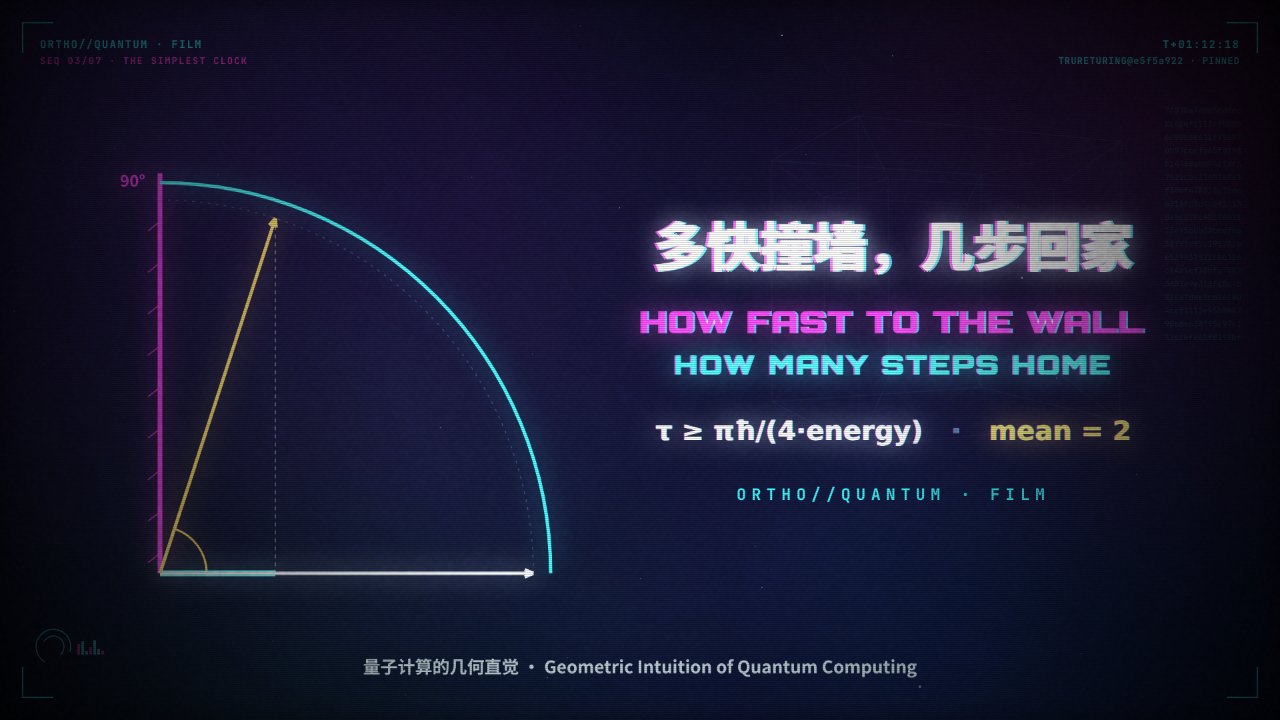 ORTHO//QUANTUM · FILM
SEQ 03/07 · THE SIMPLEST CLOCK
T+01:12:18
TRURETURING@e5f5a922 · PINNED
90°
多快撞墙，几步回家
HOW FAST TO THE WALL
HOW MANY STEPS HOME
τ ≥ πħ/(4·energy) · mean = 2
ORTHO//QUANTUM · FILM
量子计算的几何直觉 · Geometric Intuition of Quantum Computing